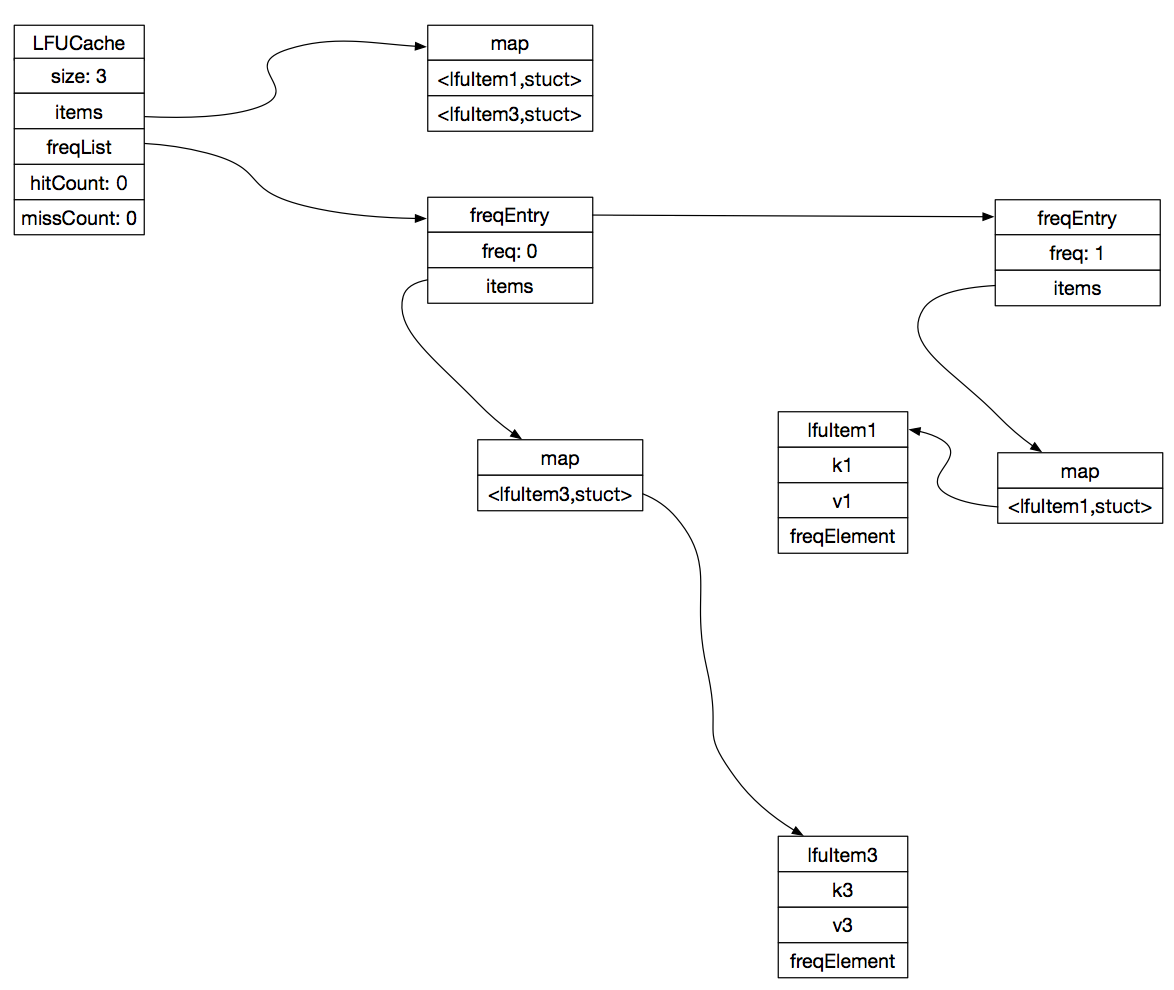 LFUCache
size: 3
items
freqList
hitCount: 0
missCount: 0
map
<lfuItem1,stuct>
<lfuItem3,stuct>
freqEntry
freq: 0
items
freqEntry
freq: 1
items
map
<lfuItem3,stuct>
lfuItem1
k1
v1
freqElement
map
<lfuItem1,stuct>
lfuItem3
k3
v3
freqElement